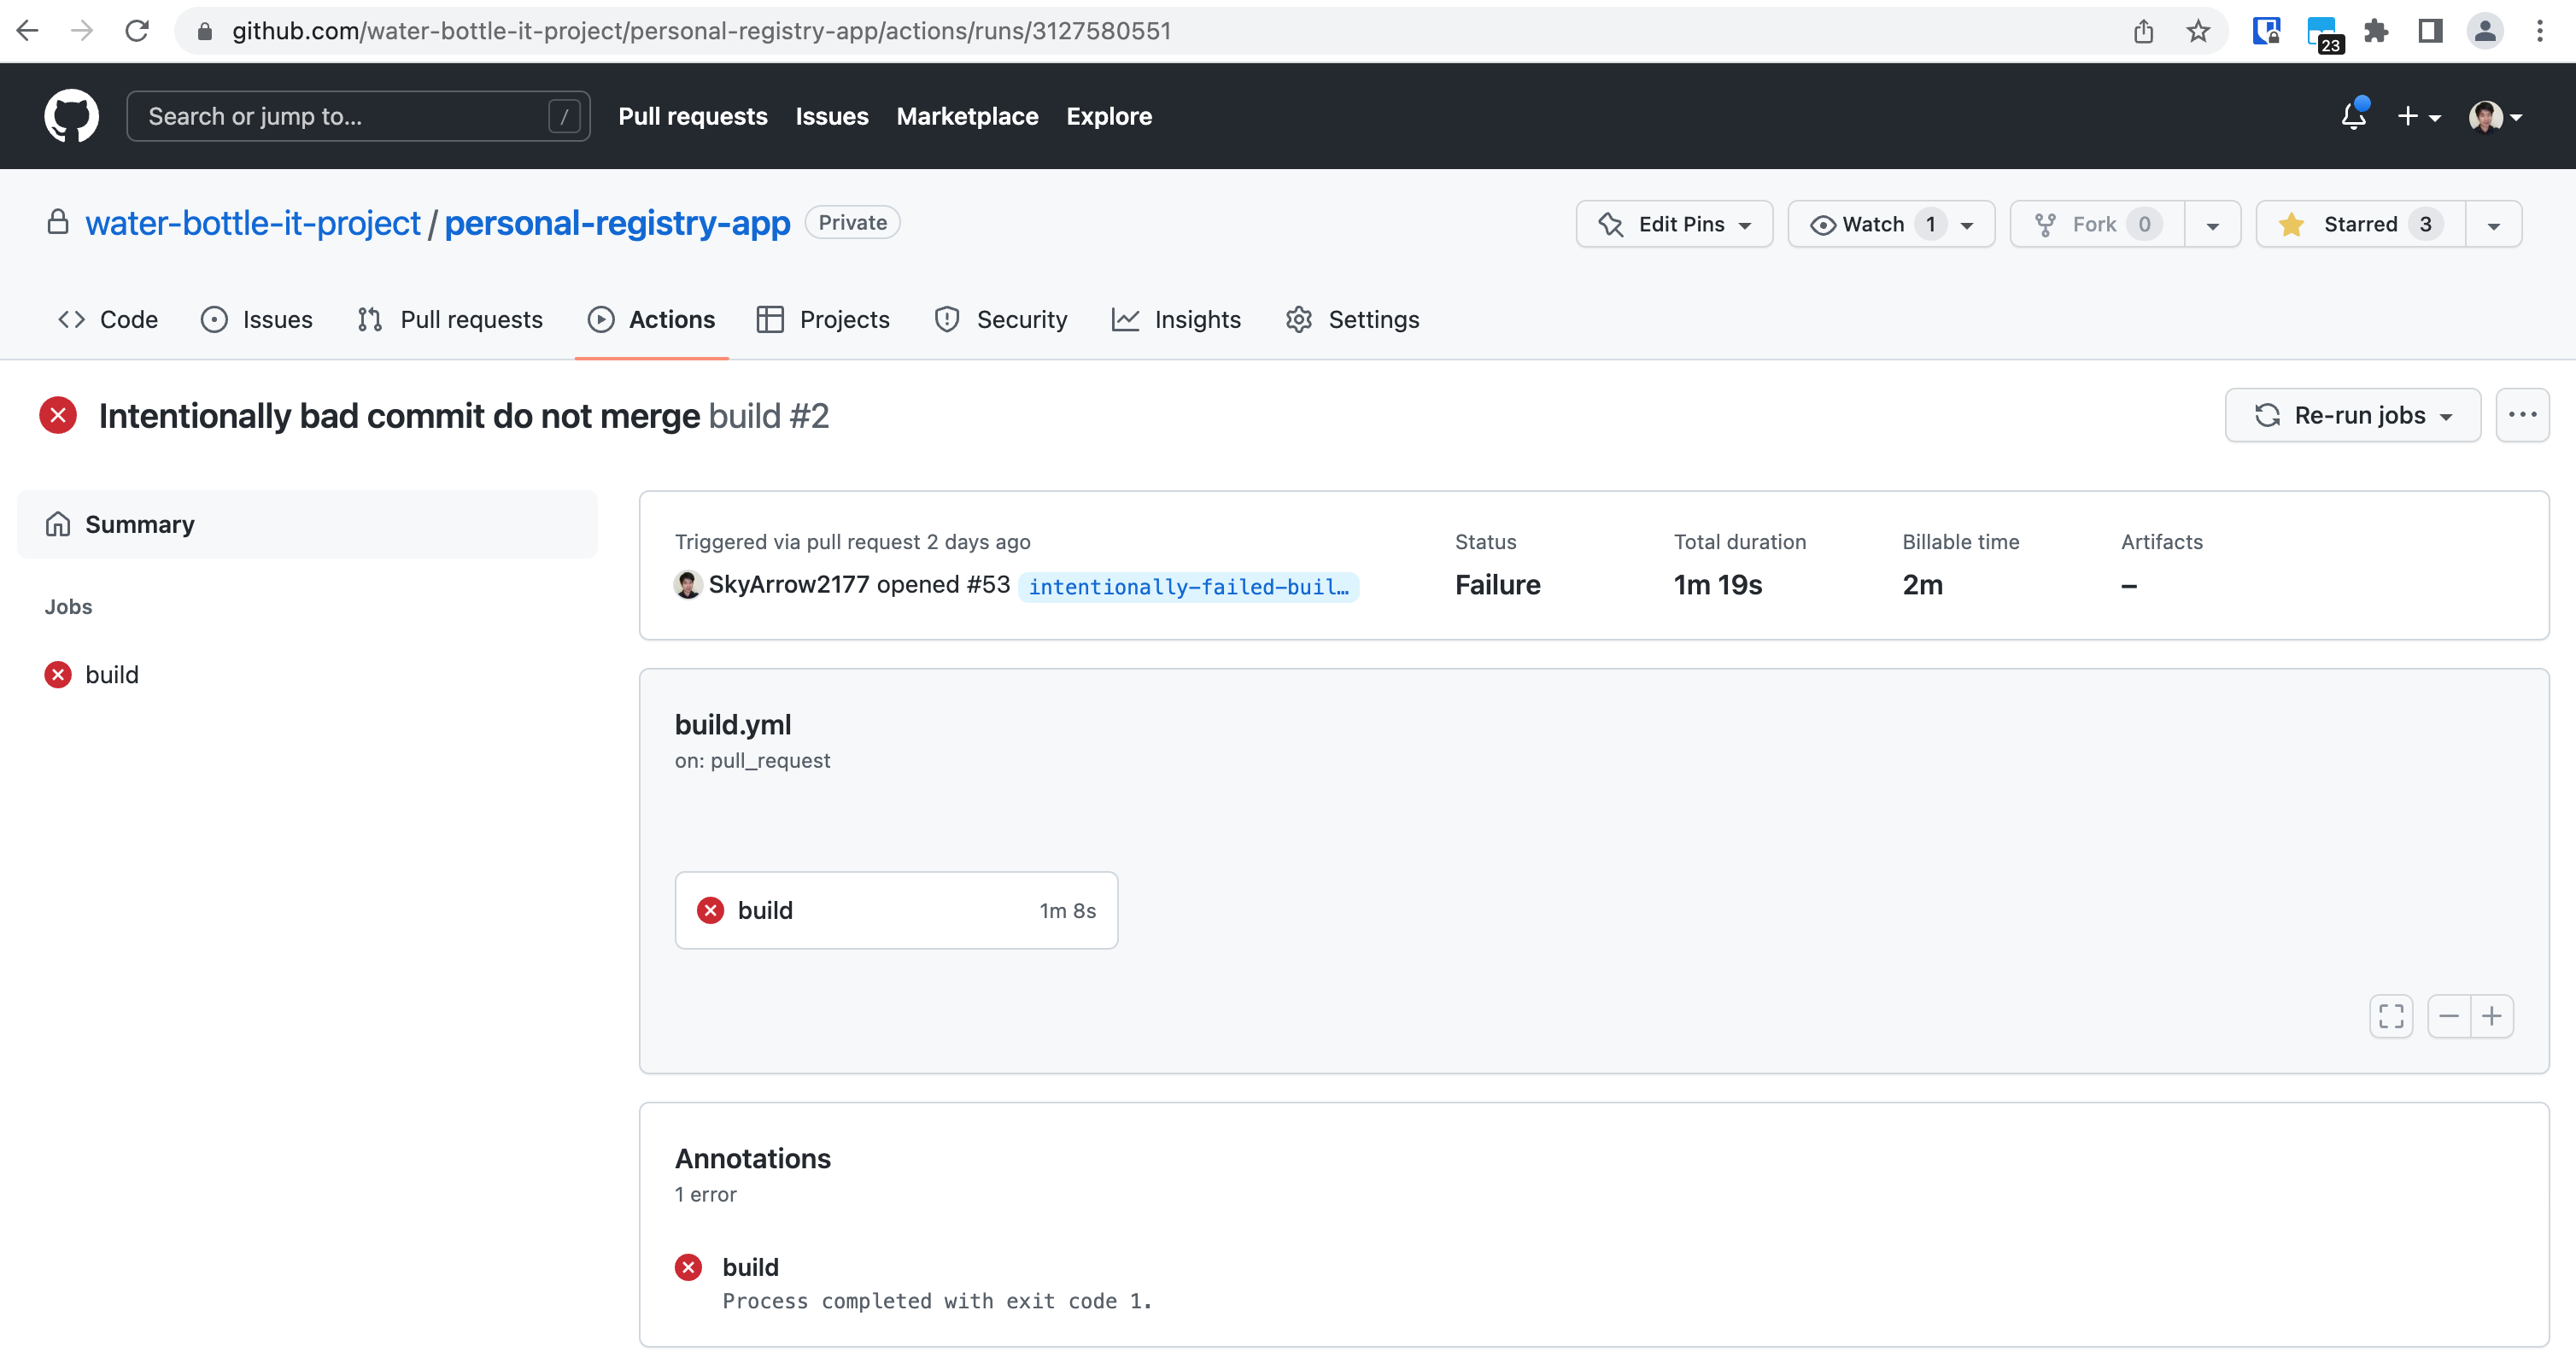 github.com/water-bottle-it-project/personal-registry-app/actions/runs/3127580551
23
Search or jump to...
/
Pull requests
Issues
Marketplace
Explore
water-bottle-it-project / personal-registry-app
Private
Edit Pins
Watch 1
Fork 0
Starred 3
Code
Issues
Pull requests
Actions
Projects
Security
Insights
Settings
Intentionally bad commit do not merge build #2
Re-run jobs
Summary
Jobs
build
Triggered via pull request 2 days ago
SkyArrow2177 opened #53 intentionally-failed-buil…
Status
Failure
Total duration
1m 19s
Billable time
2m
Artifacts
–
build.yml
on: pull_request
build
1m 8s
Annotations
1 error
build
Process completed with exit code 1.